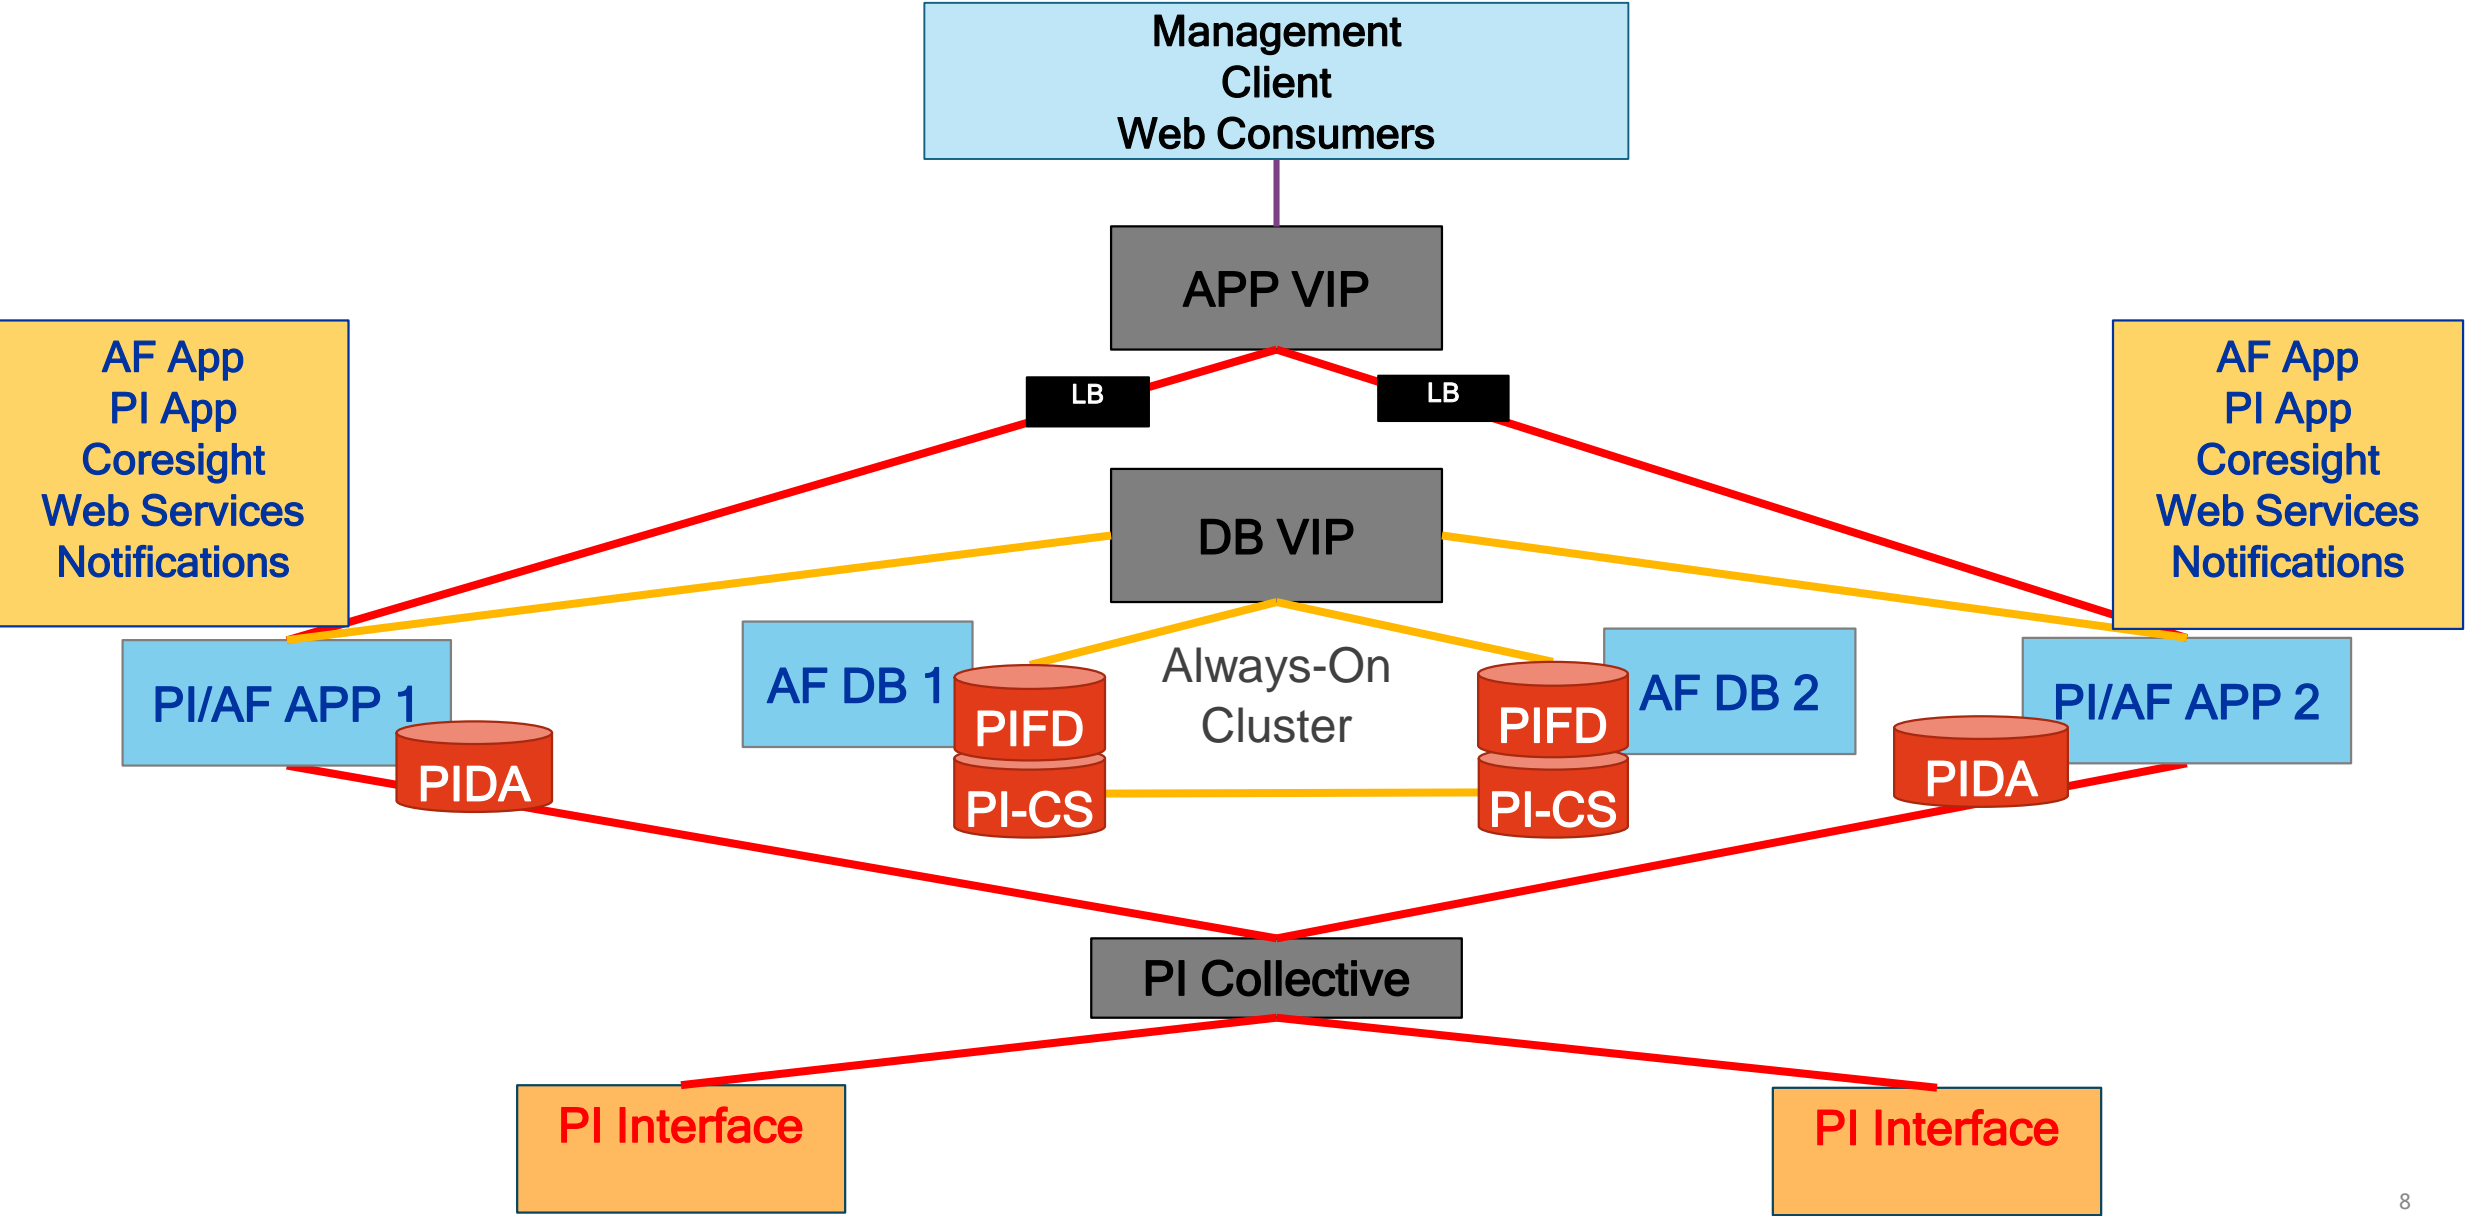 Management
Client
Web Consumers
APP VIP
LB
LB
AF App
PI App
Coresight
Web Services
Notifications
AF App
PI App
Coresight
Web Services
Notifications
DB VIP
PI/AF APP 1
PIDA
AF DB 1
PIFD
PI-CS
Always-On
Cluster
PIFD
PI-CS
AF DB 2
PIDA
PI/AF APP 2
PI Collective
PI Interface
PI Interface
8